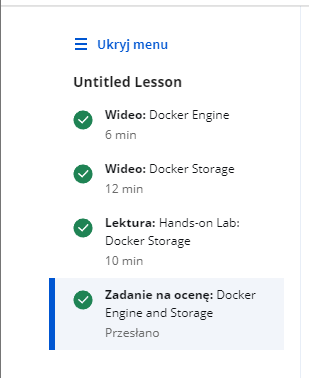 Ukryj menu
Untitled Lesson
Wideo: Docker Engine
6 min
Wideo: Docker Storage
12 min
Lektura: Hands-on Lab:
Docker Storage
10 min
Zadanie na ocenę: Docker
Engine and Storage
Przesłano